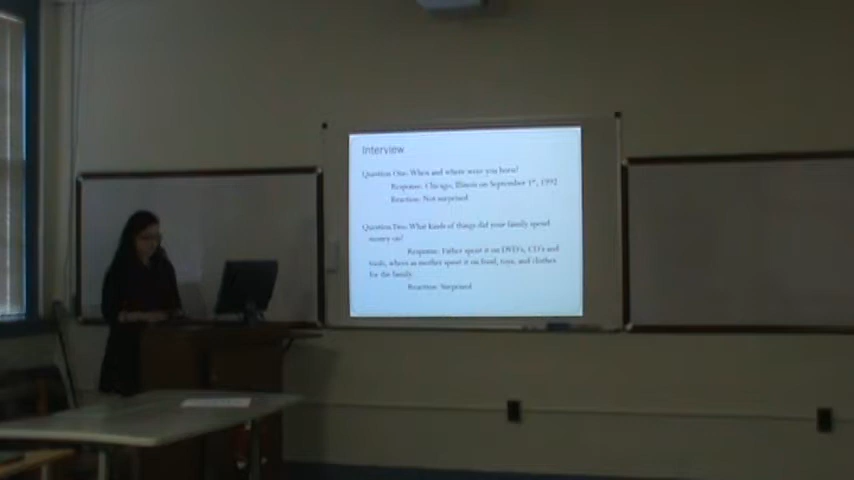 Interview
Question One: When and where were you born?
Response: Chicago, Illinois on September 1st, 1992
Reaction: Not surprised
Question Two: What kinds of things did your family spend
money on?
Response: Father spent it on DVD's, CD's and
tools, where as mother spent it on food, toys, and clothes
for the family.
Reaction: Surprised